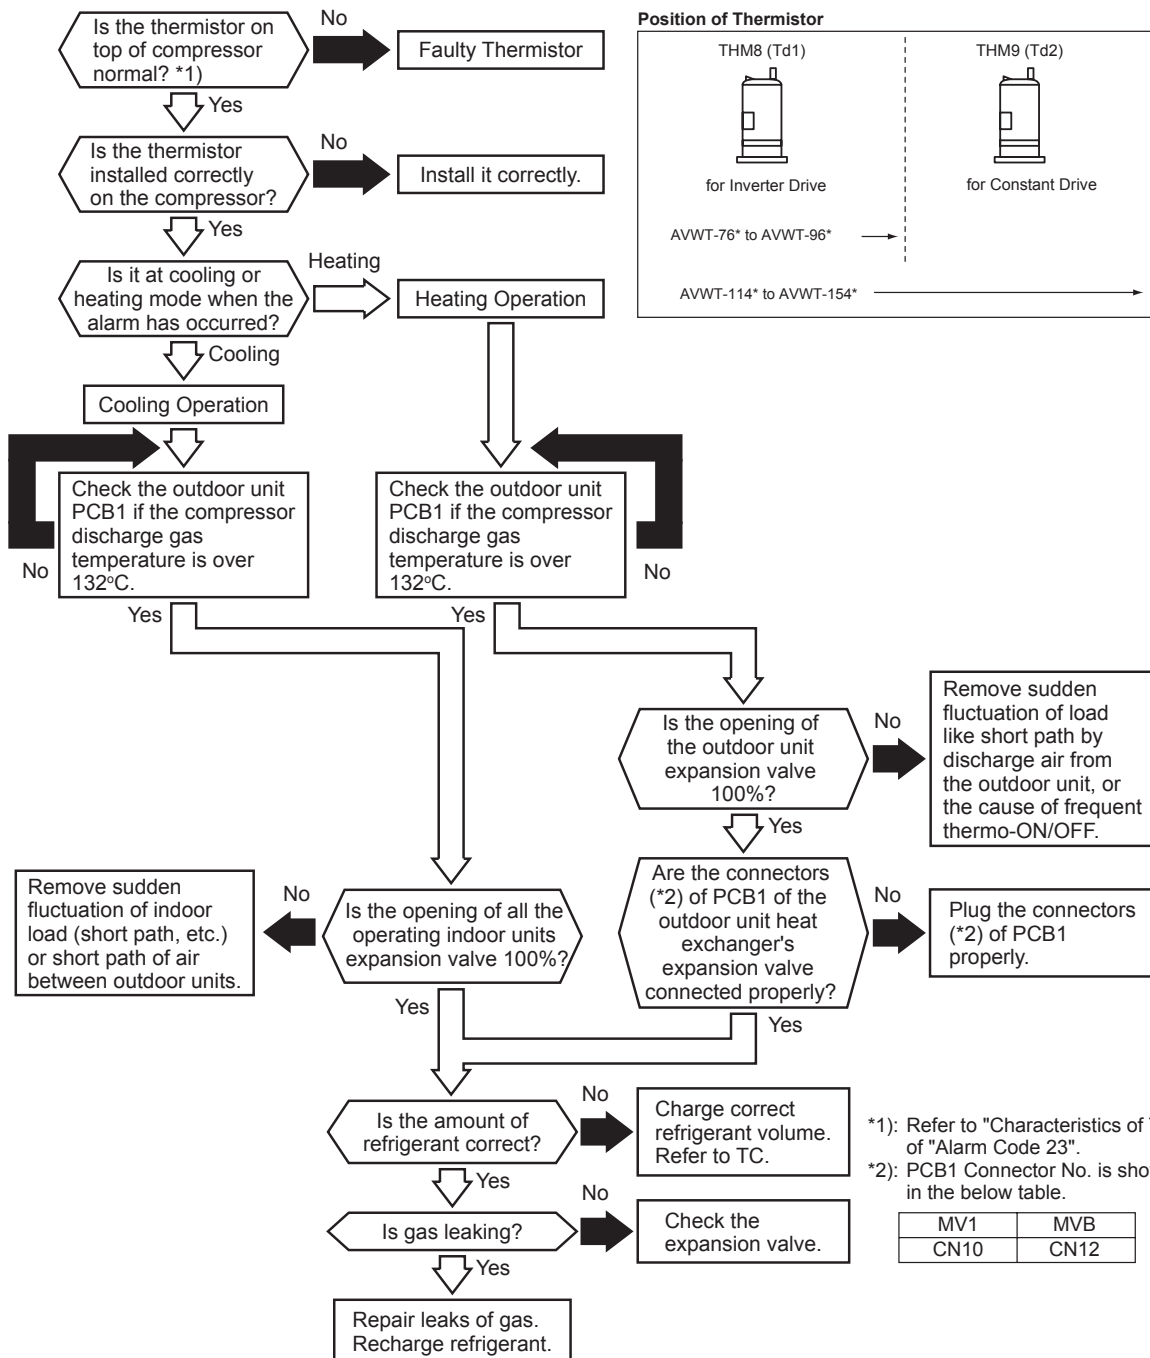 Is the thermistor on
top of compressor
normal? *1)
No
Faulty Thermistor
Yes
Is the thermistor
installed correctly
on the compressor?
No
Install it correctly.
Yes
Is it at cooling or
heating mode when the
alarm has occurred?
Heating
Heating Operation
Cooling
Cooling Operation
Position of Thermistor
THM8 (Td1)
THM9 (Td2)
for Inverter Drive
for Constant Drive
AVWT-76* to AVWT-96*
AVWT-114* to AVWT-154*
Check the outdoor unit
PCB1 if the compressor
discharge gas
temperature is over
132°C.
No
Yes
Check the outdoor unit
PCB1 if the compressor
discharge gas
temperature is over
132°C.
No
Yes
Is the opening of
the outdoor unit
expansion valve
100%?
No
Remove sudden
fluctuation of load
like short path by
discharge air from
the outdoor unit, or
the cause of frequent
thermo-ON/OFF.
Yes
Are the connectors
(*2) of PCB1 of the
outdoor unit heat
exchanger's
expansion valve
connected properly?
No
Plug the connectors
(*2) of PCB1
properly.
Yes
Is the opening of all the
operating indoor units
expansion valve 100%?
No
Remove sudden
fluctuation of indoor
load (short path, etc.)
or short path of air
between outdoor units.
Yes
Is the amount of
refrigerant correct?
No
Charge correct
refrigerant volume.
Refer to TC.
Yes
Is gas leaking?
No
Check the
expansion valve.
Yes
Repair leaks of gas.
Recharge refrigerant.
*1): Refer to "Characteristics of
of "Alarm Code 23".
*2): PCB1 Connector No. is
in the below table.
MV1 MVB
CN10 CN12